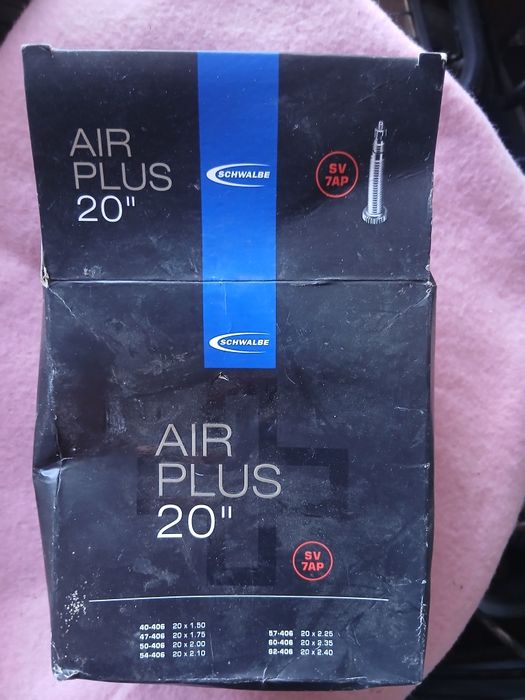 AIR
PLUS
20"
SCHWALBE
SV
7AP
SCHWALBE
AIR
PLUS
20"
SV
7AP
40-406 20 x 1.50
47-406 20 x 1.75
50-406 20 x 2.00
54-406 20 x 2.10
57-406 20 x 2.25
60-406 20 x 2.35
62-406 20 x 2.40